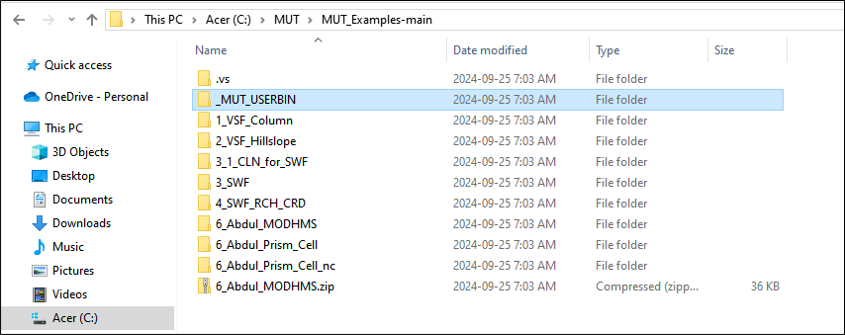 This PC > Acer (C:) > MUT > MUT_Examples-main
Name Date modified Type Size
Quick access
OneDrive - Personal
This PC
3D Objects
Desktop
Documents
Downloads
Music
Pictures
Videos
Acer (C:)
.vs 2024-09-25 7:03 AM File folder
_MUT_USERBIN 2024-09-25 7:03 AM File folder
1_VSF_Column 2024-09-25 7:03 AM File folder
2_VSF_Hillslope 2024-09-25 7:03 AM File folder
3_1_CLN_for_SWF 2024-09-25 7:03 AM File folder
3_SWF 2024-09-25 7:03 AM File folder
4_SWF_RCH_CRD 2024-09-25 7:03 AM File folder
6_Abdul_MODHMS 2024-09-25 7:03 AM File folder
6_Abdul_Prism_Cell 2024-09-25 7:03 AM File folder
6_Abdul_Prism_Cell_nc 2024-09-25 7:03 AM File folder
6_Abdul_MODHMS.zip 2024-09-25 7:03 AM Compressed (zipp... 36 KB